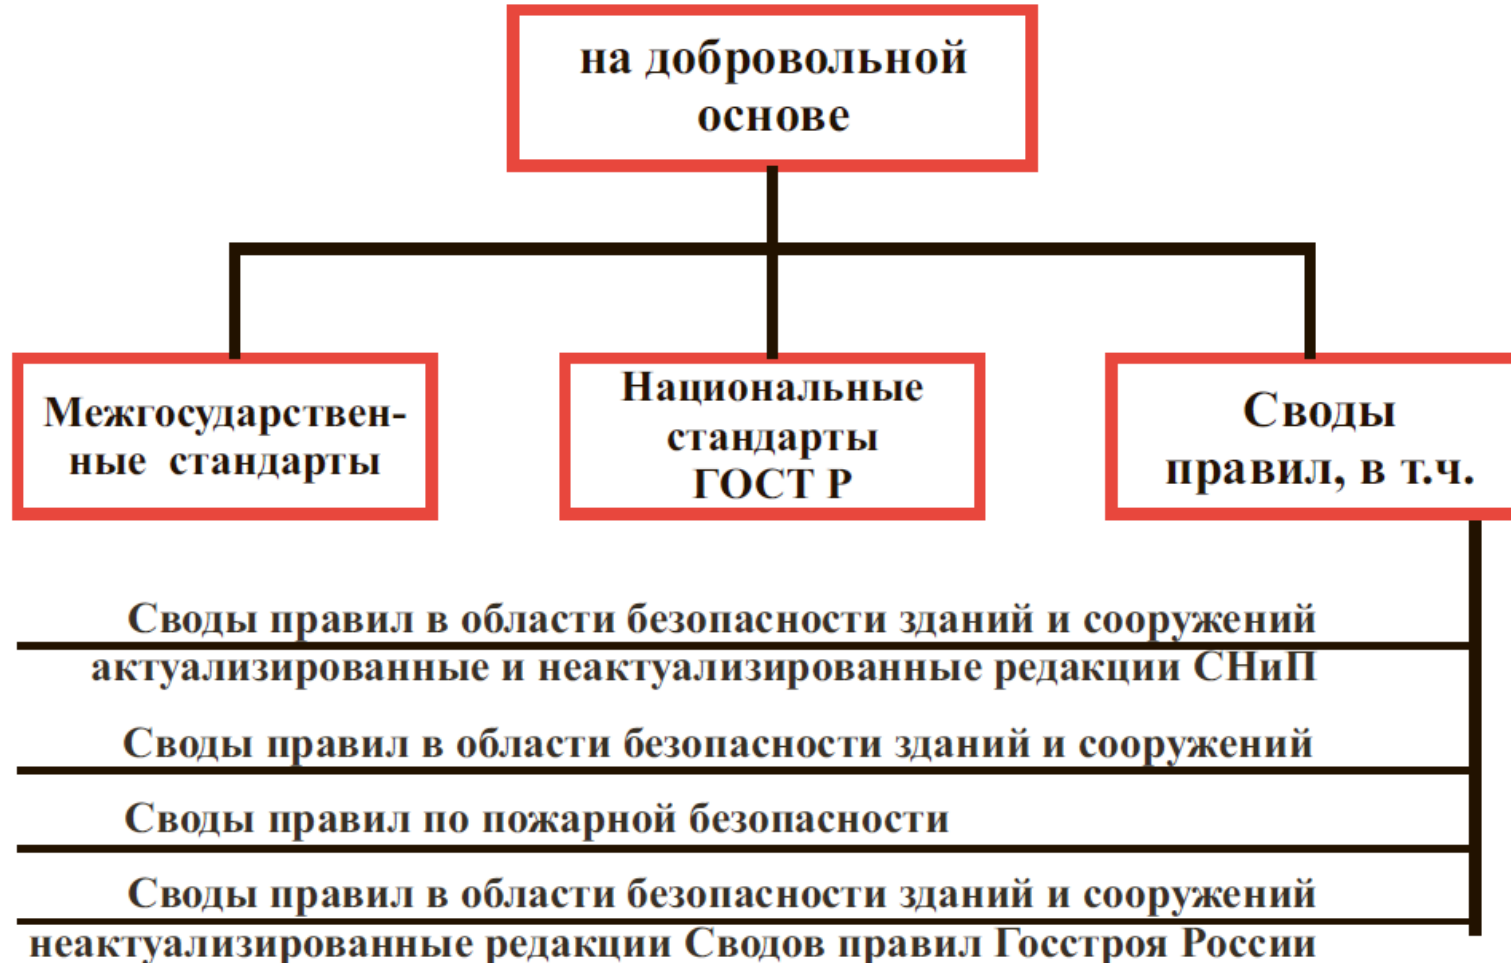 на добровольной
основе
Межгосударствен-
ные стандарты
Национальные
стандарты
ГОСТ Р
Своды
правил, в т.ч.
Своды правил в области безопасности зданий и сооружений
актуализированные и неактуализированные редакции СНиП
Своды правил в области безопасности зданий и сооружений
Своды правил по пожарной безопасности
Своды правил в области безопасности зданий и сооружений
неактуализированные редакции Сводов правил Госстроя России